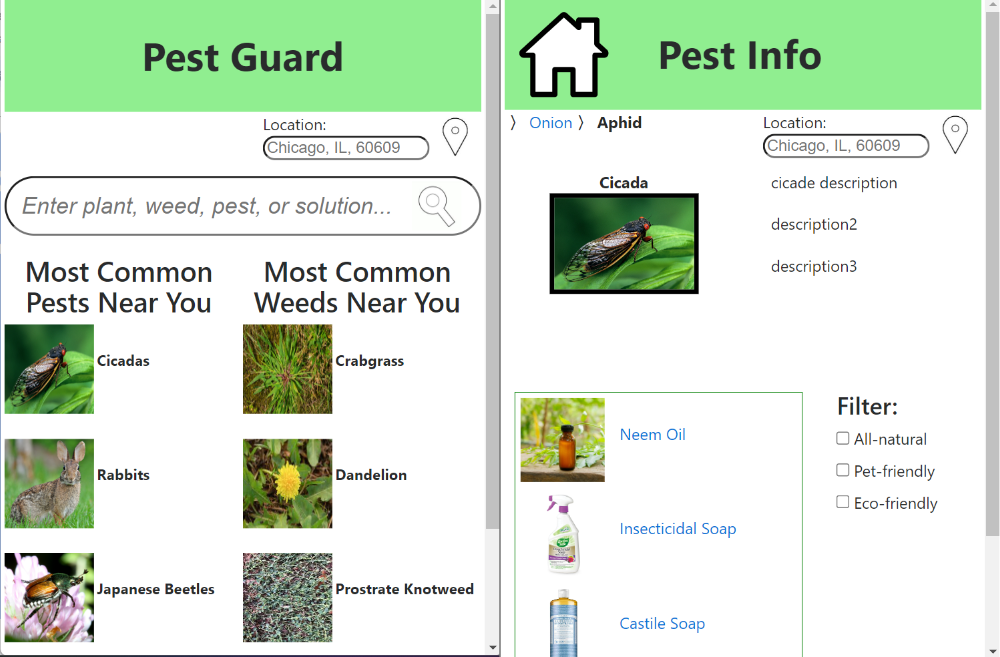 Pest Guard
Location:
Chicago, IL, 60609
Enter plant, weed, pest, or solution...
Most Common
Pests Near You
Cicadas
Rabbits
Japanese Beetles
Most Common
Weeds Near You
Crabgrass
Dandelion
Prostrate Knotweed
Pest Info
〉 Onion 〉 Aphid
Location:
Chicago, IL, 60609
Cicada
cicade description
description2
description3
Neem Oil
Insecticidal Soap
Castile Soap
Filter:
All-natural
Pet-friendly
Eco-friendly